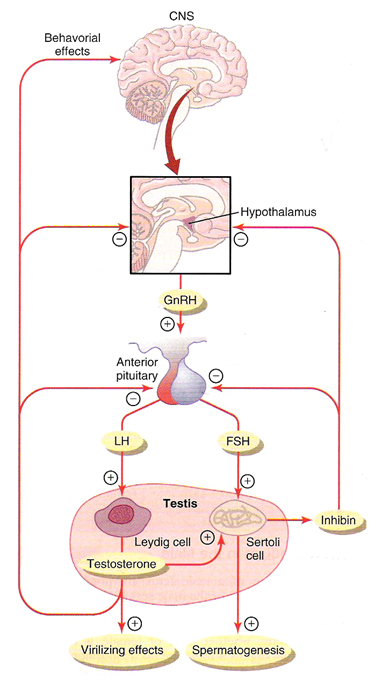 CNS
Behavorial
effects
Hypothalamus
−
−
GnRH
+
Anterior
pituitary
−
−
LH
FSH
+
+
Testis
+
Leydig cell
Sertoli
cell
Inhibin
Testosterone
+
+
Virilizing effects
Spermatogenesis